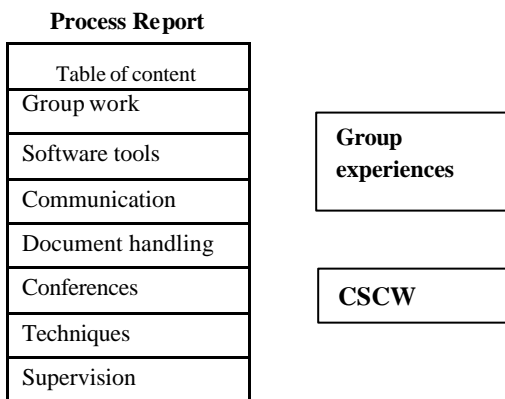 Process Report
Table of content
Group work
Software tools
Communication
Document handling
Conferences
Techniques
Supervision
Group
experiences
CSCW